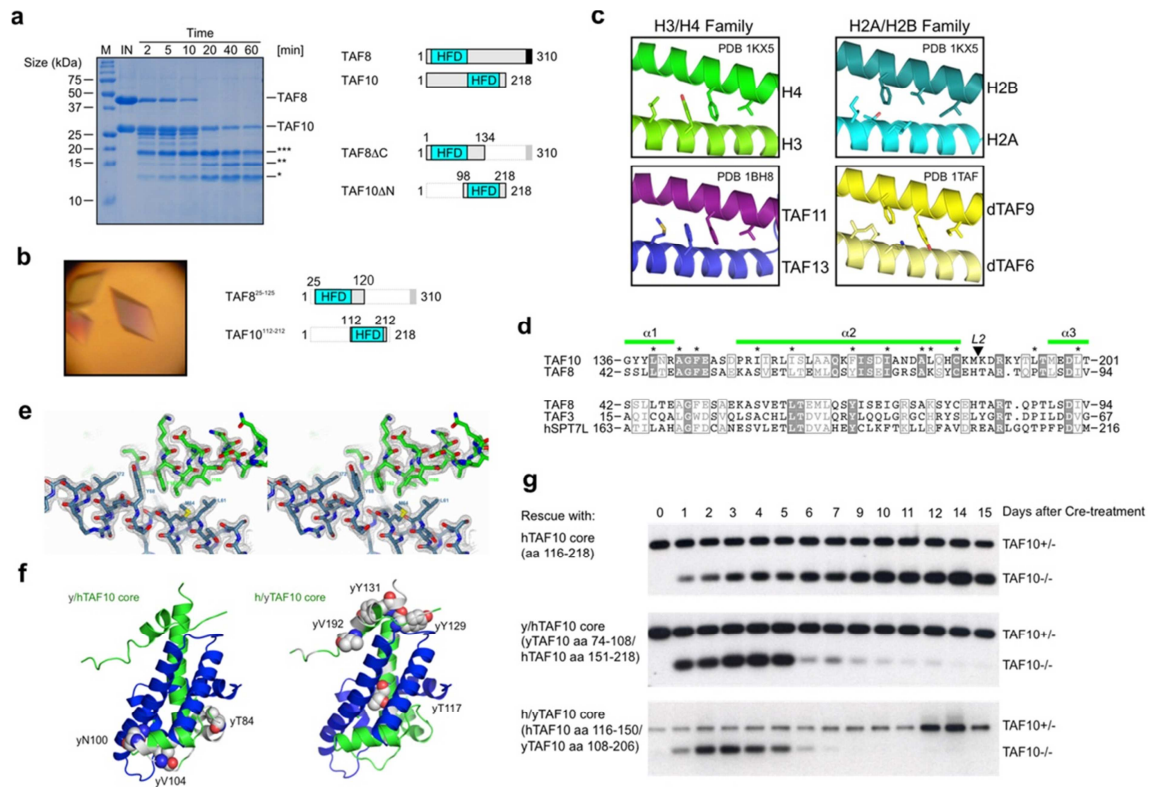 a
Time
M IN 2 5 10 20 40 60 [min]
Size (kDa)
75
50
37
25
20
15
10
TAF8
TAF10
***
**
*
TAF8 1 HFD 310
TAF10 1 HFD 218
1 134
TAF8ΔC HFD 310
98 218
TAF10ΔN 1 HFD 218
b
25 120
TAF8 25-125 1 HFD 310
112 212
TAF10 112-212 1 HFD 218
c
H3/H4 Family H2A/H2B Family
PDB 1KX5
H4
H3
PDB 1KX5
H2B
H2A
PDB 1BH8
TAF11
TAF13
PDB 1TAF
dTAF9
dTAF6
d
α1 α2 L2 α3
TAF10 136–GYYLNRAGFEASDPRIIRLISLAAQKFISDIANDALQHCKMKDRKYTLTMEDLT–201
TAF8 42–SSLLTEAGFESAEKASVETLTEMLQSYISEIGRSAKSYCEHTAR.TQPTLSDIV–94
TAF8 42–SSLLTEAGFESAEKASVETLTEMLQSYISEIGRSAKSYCEHTAR.TQPTLSDIV–94
TAF3 15–AQICQALGWDSVQLSACHLLTDVLQRYLQQLGRGCHRYSELYGRTDPILDDVG–67
hSPT7L 163–ATILAHAGFDCANESVLETLTDVAHEYCLKFTKLLRFAVDREARLGQTPFPDVM–216
e
f
y/hTAF10 core
yN100
yV104
yT84
h/yTAF10 core
yY131
yV192
yY129
yT117
g
Rescue with: 0 1 2 3 4 5 6 7 9 10 11 12 14 15 Days after Cre-treatment
hTAF10 core
(aa 116-218)
TAF10+/-
TAF10-/-
y/hTAF10 core
(yTAF10 aa 74-108/
hTAF10 aa 151-218)
TAF10+/-
TAF10-/-
h/yTAF10 core
(hTAF10 aa 116-150/
yTAF10 aa 108-206)
TAF10+/-
TAF10-/-